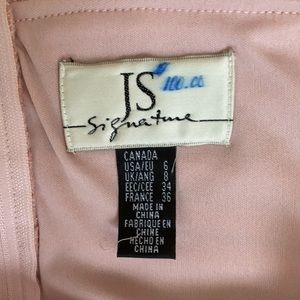 JS 100.00
Signature
CANADA
USA/EU 6
UK/ANG 8
EEC/CEE 34
FRANCE 36
MADE IN
CHINA
FABRIQUE EN
CHINE
HECHO EN
CHINA